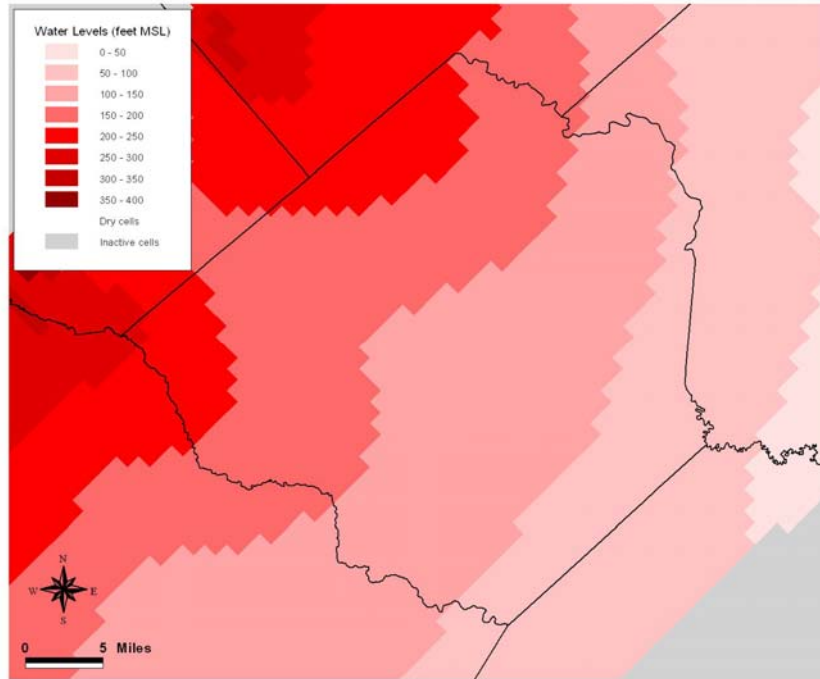 Water Levels (feet MSL)
0 - 50
50 - 100
100 - 150
150 - 200
200 - 250
250 - 300
300 - 350
350 - 400
Dry cells
Inactive cells
N
W E
S
0 5 Miles